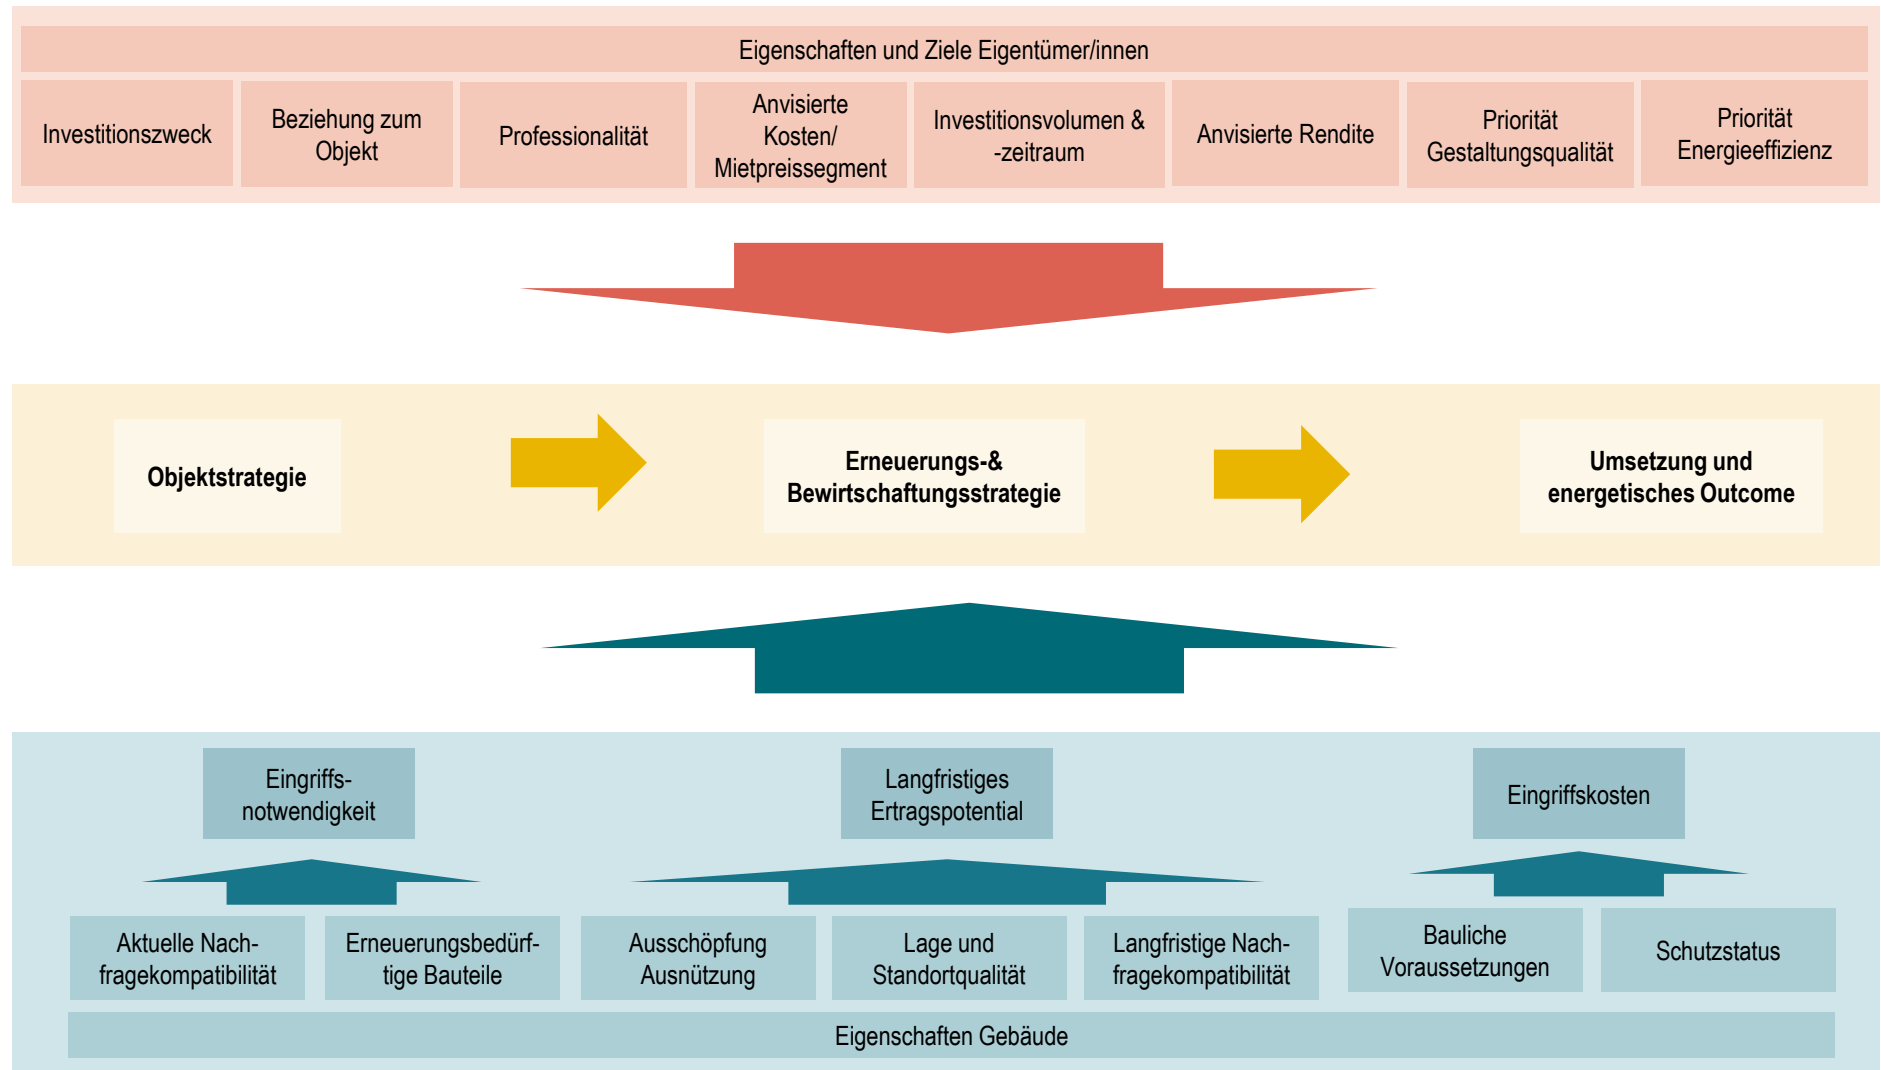 Eigenschaften und Ziele Eigentümer/innen
Investitionszweck
Beziehung zum
Objekt
Professionalität
Anvisierte
Kosten/
Mietpreissegment
Investitionsvolumen &
-zeitraum
Anvisierte Rendite
Priorität
Gestaltungsqualität
Priorität
Energieeffizienz
Objektstrategie
Erneuerungs-&
Bewirtschaftungsstrategie
Umsetzung und
energetisches Outcome
Eingriffs-
notwendigkeit
Langfristiges
Ertragspotential
Eingriffskosten
Aktuelle Nach-
fragekompatibilität
Erneuerungsbedürf-
tige Bauteile
Ausschöpfung
Ausnützung
Lage und
Standortqualität
Langfristige Nach-
fragekompatibilität
Bauliche
Voraussetzungen
Schutzstatus
Eigenschaften Gebäude